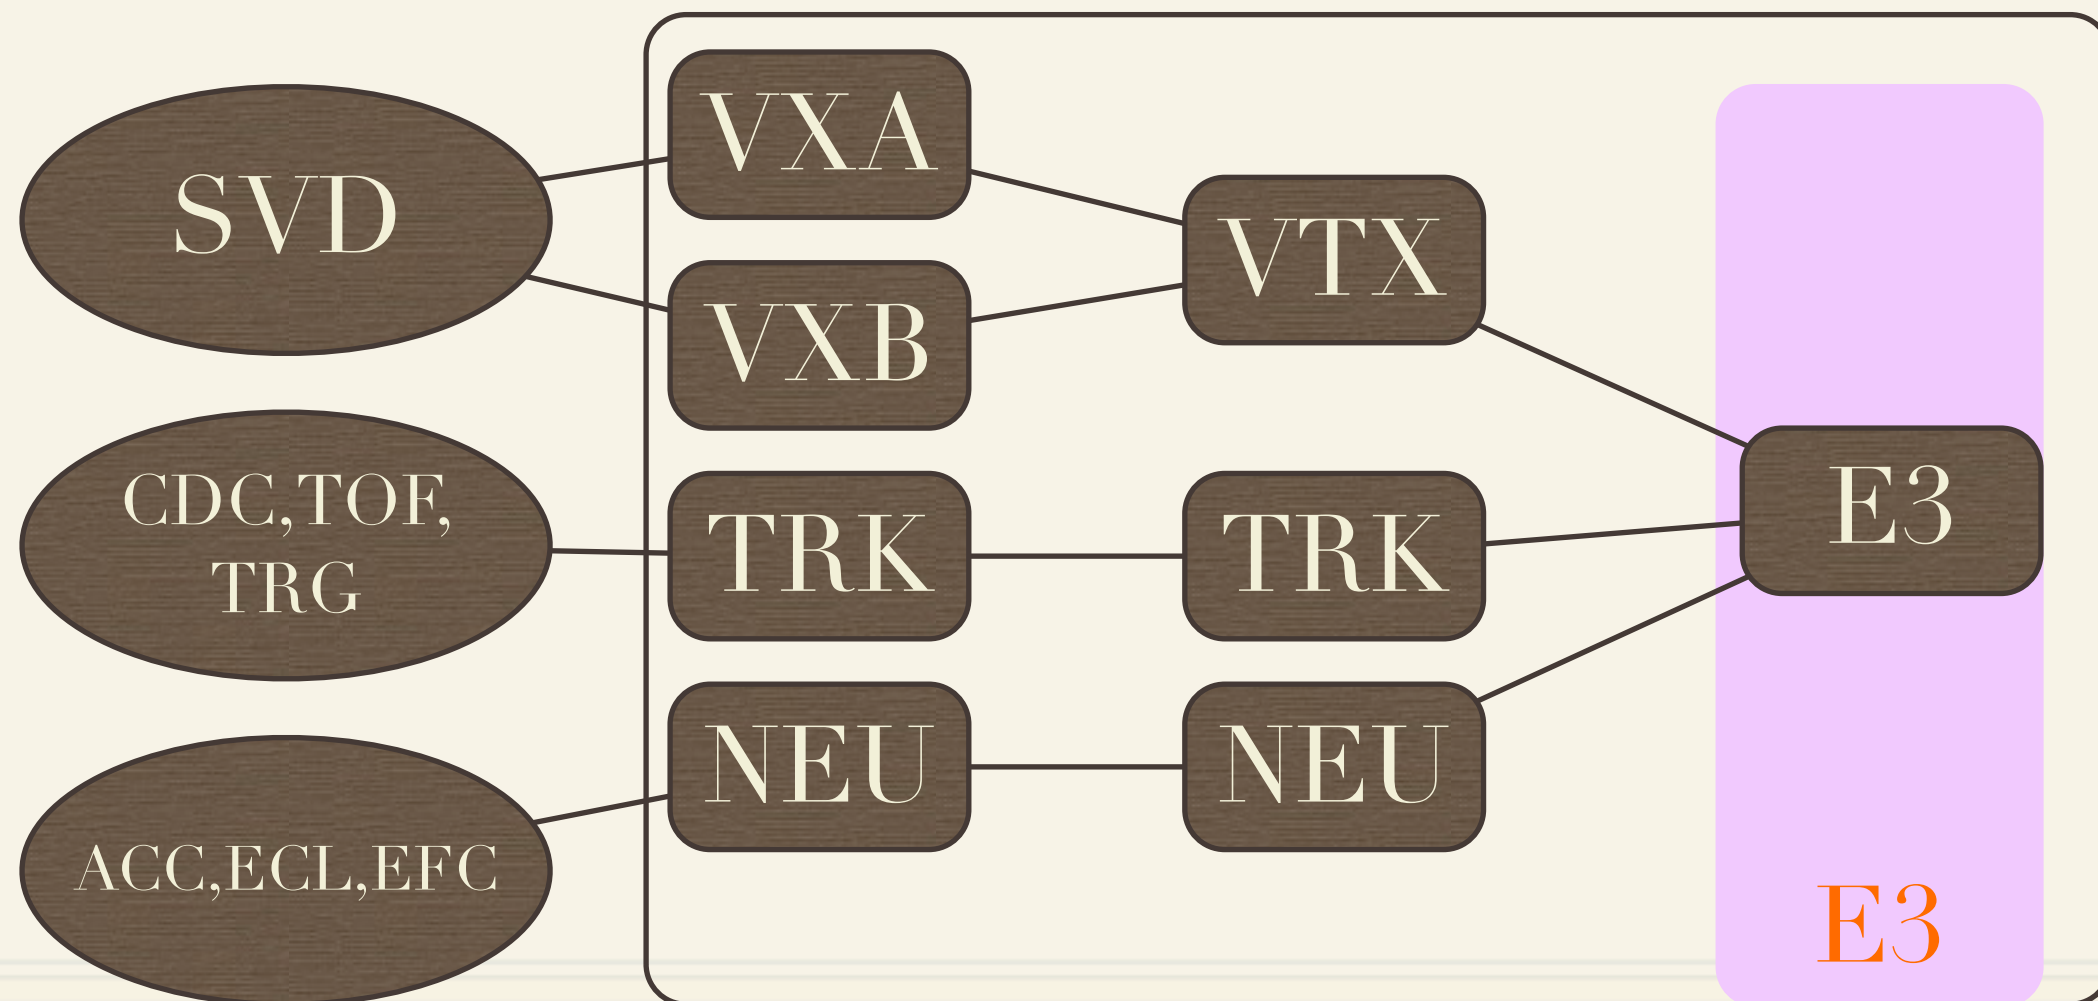 SVD
CDC,TOF,
TRG
ACC,ECL,EFC
VXA
VXB
TRK
NEU
VTX
TRK
NEU
E3
E3